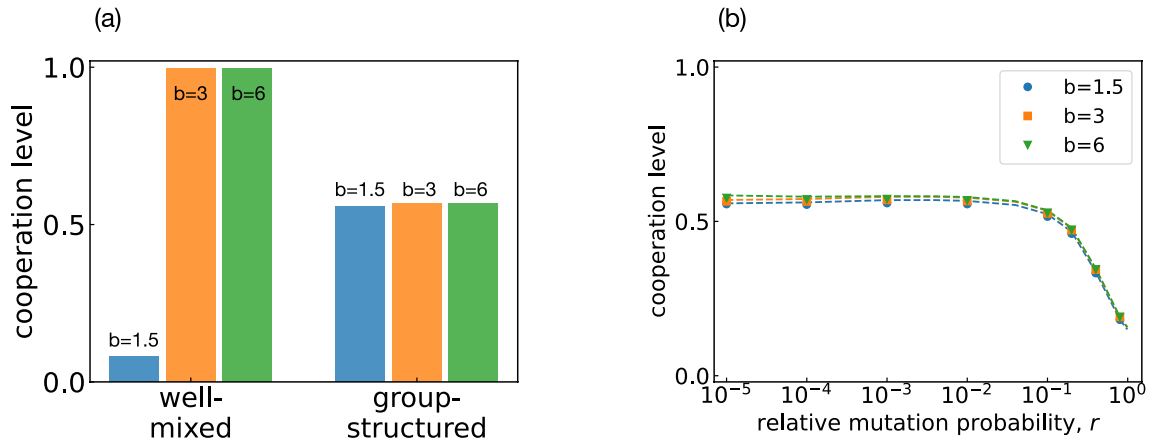 (a)
cooperation level
1.0
0.5
0.0
b=1.5
b=3
b=6
b=1.5
b=3
b=6
well-
mixed
group-
structured
(b)
cooperation level
1.0
0.5
0.0
b=1.5
b=3
b=6
10⁻⁵
10⁻⁴
10⁻³
10⁻²
10⁻¹
10⁰
relative mutation probability, r